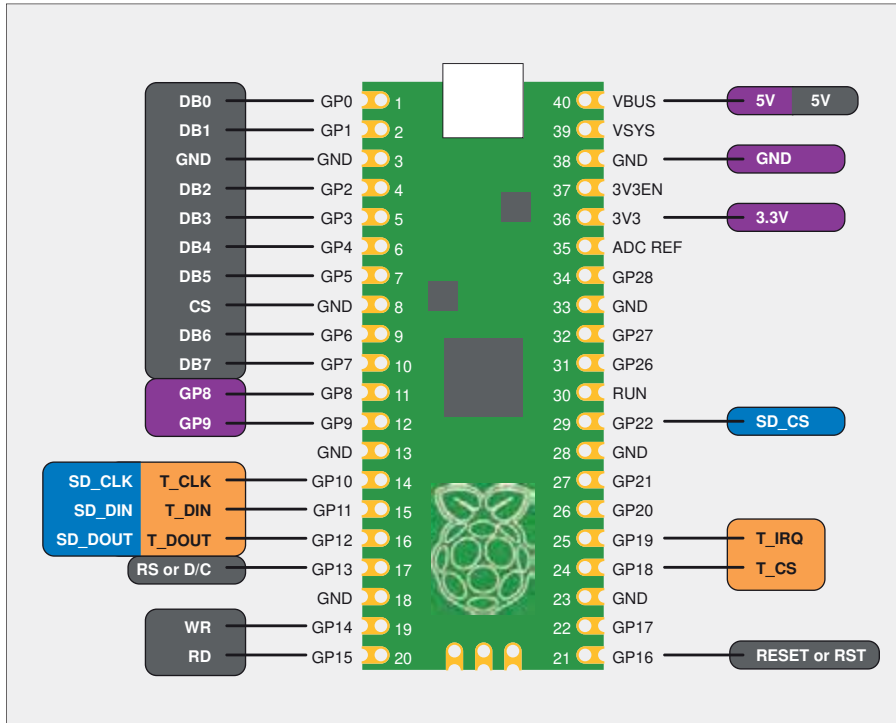 DB0 GP0 1 40 VBUS 5V 5V
DB1 GP1 2 39 VSYS
GND GND 3 38 GND GND
DB2 GP2 4 37 3V3EN
DB3 GP3 5 36 3V3 3.3V
DB4 GP4 6 35 ADC REF
DB5 GP5 7 34 GP28
CS GND 8 33 GND
DB6 GP6 9 32 GP27
DB7 GP7 10 31 GP26
GP8 GP8 11 30 RUN
GP9 GP9 12 29 GP22 SD_CS
GND 13 28 GND
SD_CLK T_CLK GP10 14 27 GP21
SD_DIN T_DIN GP11 15 26 GP20
SD_DOUT T_DOUT GP12 16 25 GP19 T_IRQ
RS or D/C GP13 17 24 GP18 T_CS
GND 18 23 GND
WR GP14 19 22 GP17
RD GP15 20 21 GP16 RESET or RST